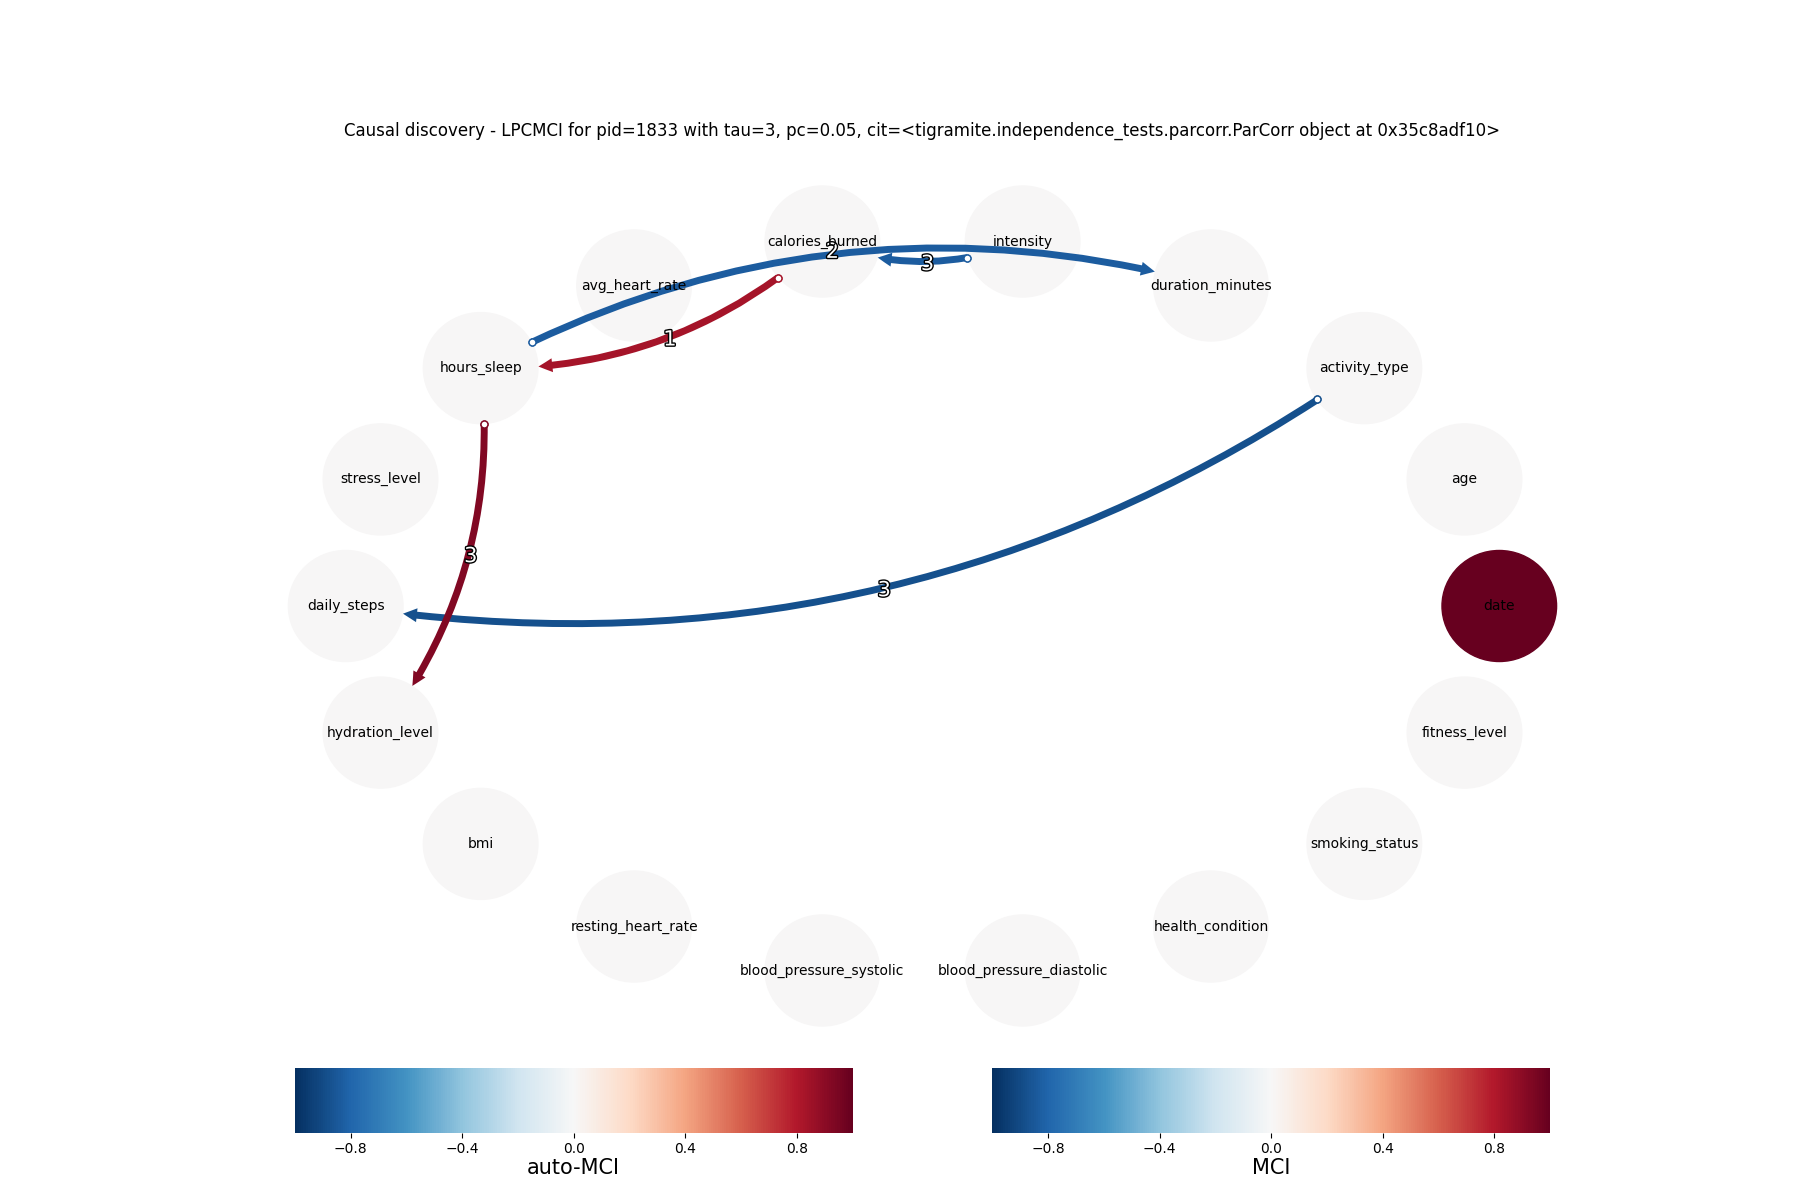 Causal discovery - LPCMCI for pid=1833 with tau=3, pc=0.05, cit=<tigramite.independence_tests.parcorr.ParCorr object at 0x35c8adf10>
calories_burned
intensity
2
3
avg_heart_rate
duration_minutes
1
hours_sleep
activity_type
stress_level
age
3
3
daily_steps
date
hydration_level
fitness_level
bmi
smoking_status
resting_heart_rate
health_condition
blood_pressure_systolic
blood_pressure_diastolic
−0.8 −0.4 0.0 0.4 0.8
auto-MCI
−0.8 −0.4 0.0 0.4 0.8
MCI